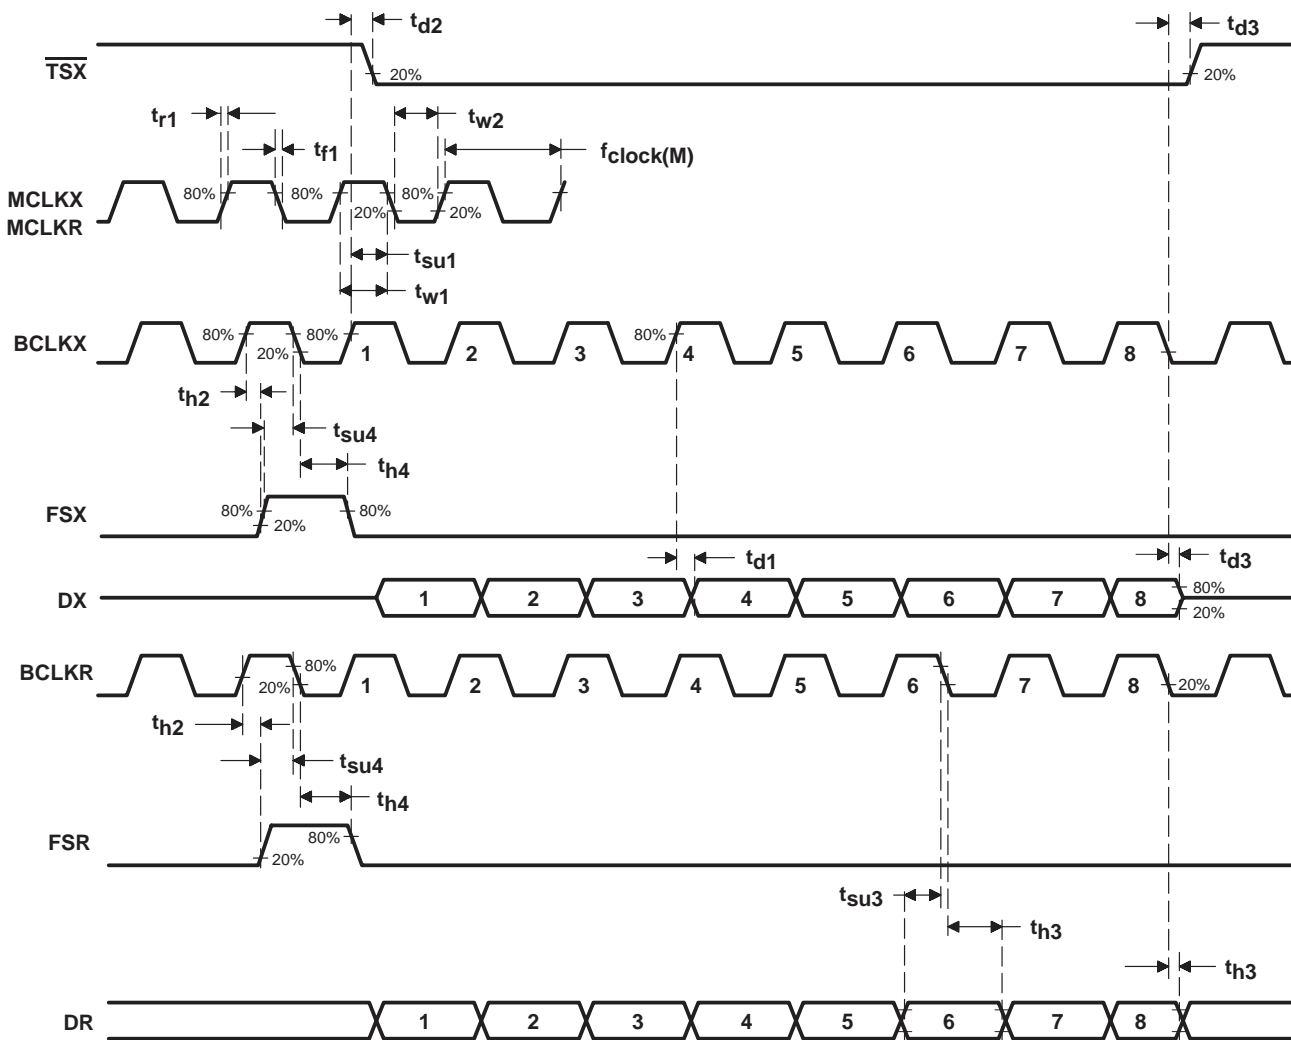 td2
td3
TSX
20%
20%
tr1
tw2
tf1
fclock(M)
MCLKX
MCLKR
80%
80%
80%
20%
20%
tsu1
tw1
BCLKX
80%
80%
80%
20%
1 2 3 4 5 6 7 8
th2
tsu4
th4
FSX
80%
80%
20%
td1
td3
DX
1 2 3 4 5 6 7 8
80%
20%
BCLKR
80%
20%
20%
1 2 3 4 5 6 7 8
th2
tsu4
th4
FSR
80%
20%
tsu3
th3
th3
DR
1 2 3 4 5 6 7 8